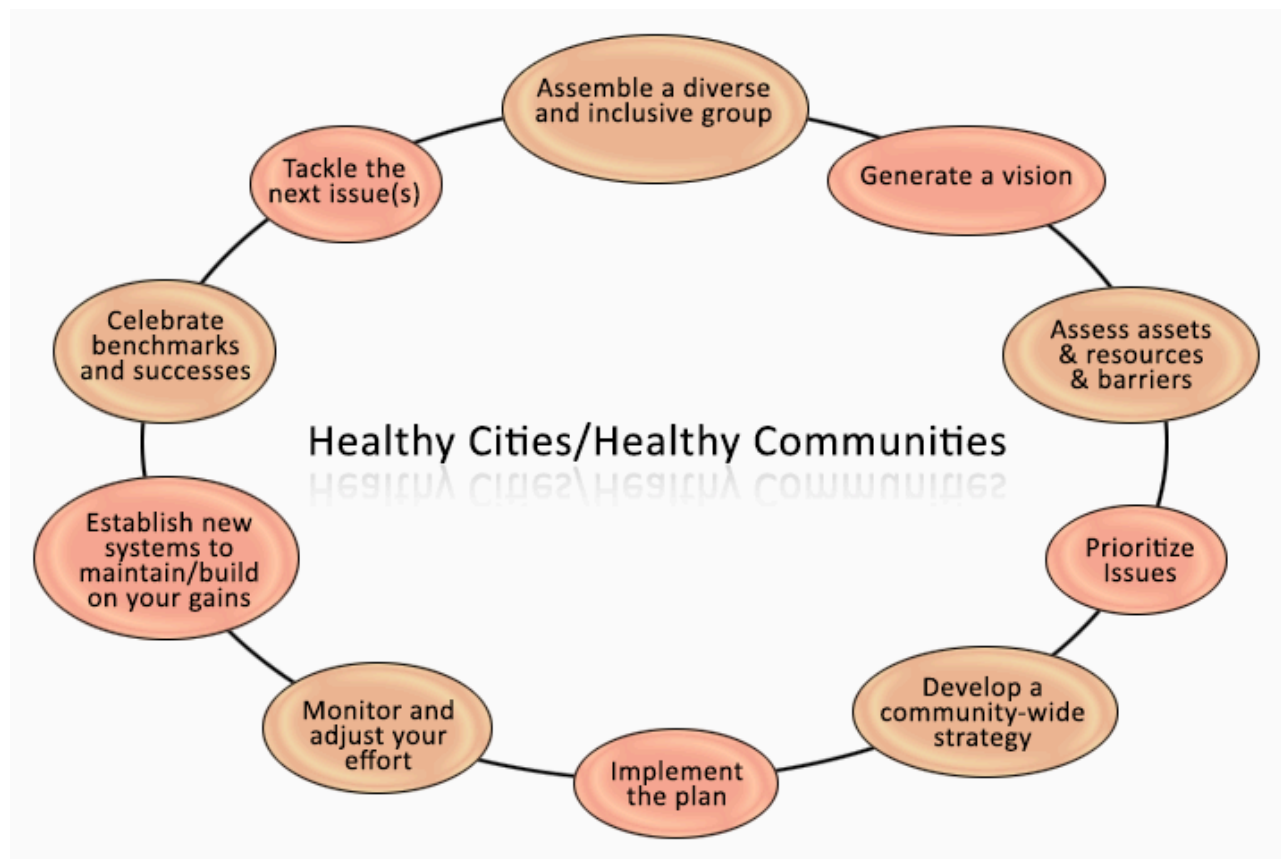 Assemble a diverse
and inclusive group
Generate a vision
Assess assets
& resources
& barriers
Prioritize
Issues
Develop a
community-wide
strategy
Implement
the plan
Monitor and
adjust your
effort
Establish new
systems to
maintain/build
on your gains
Celebrate
benchmarks
and successes
Tackle the
next issue(s)
Healthy Cities/Healthy Communities